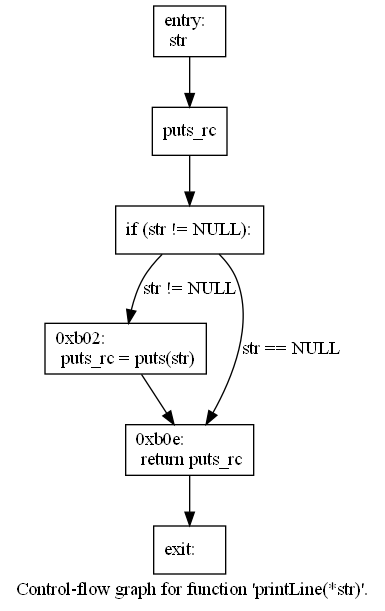 entry:
str
puts_rc
if (str != NULL):
str != NULL
0xb02:
puts_rc = puts(str)
str == NULL
0xb0e:
return puts_rc
exit:
Control-flow graph for function 'printLine(*str)'.